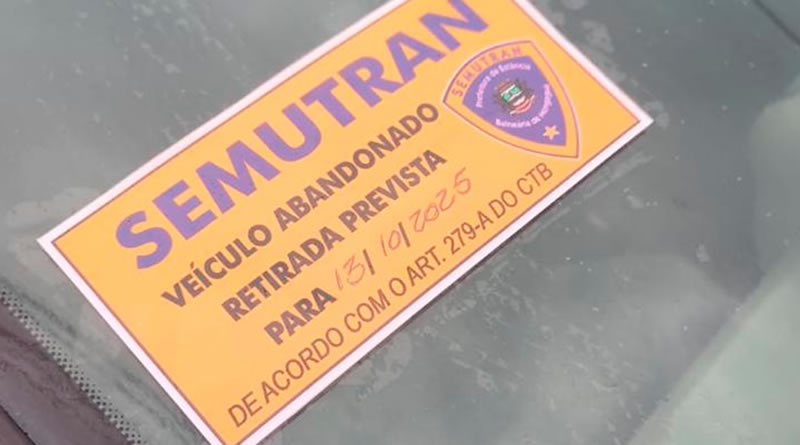 SEMUTRAN
VEÍCULO ABANDONADO
RETIRADA PREVISTA
PARA 13/10/2025
DE ACORDO COM O ART. 279-A DO CTB
SEMUTRAN